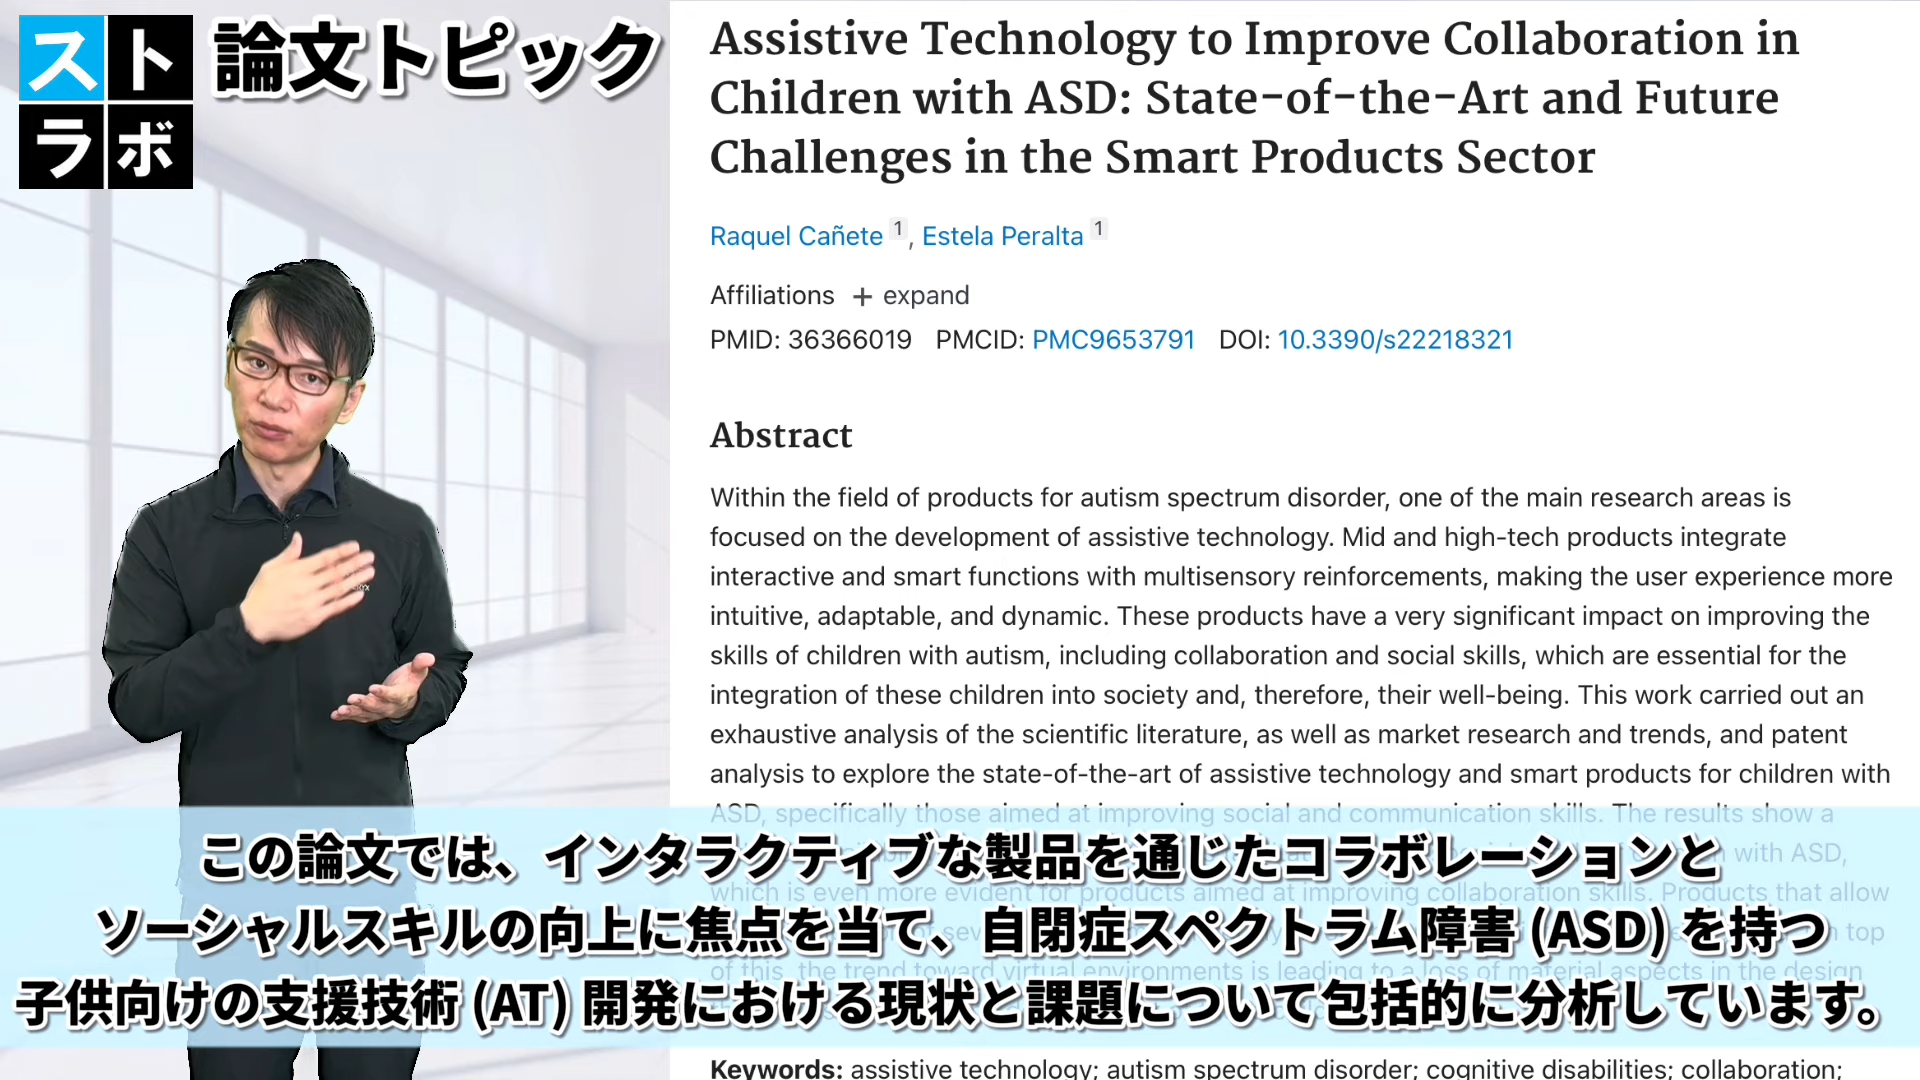 スト
ラボ
論文トピック
Assistive Technology to Improve Collaboration in
Children with ASD: State-of-the-Art and Future
Challenges in the Smart Products Sector
Raquel Cañete 1, Estela Peralta 1
Affiliations + expand
PMID: 36366019 PMCID: PMC9653791 DOI: 10.3390/s22218321
Abstract
Within the field of products for autism spectrum disorder, one of the main research areas is
focused on the development of assistive technology. Mid and high-tech products integrate
interactive and smart functions with multisensory reinforcements, making the user experience more
intuitive, adaptable, and dynamic. These products have a very significant impact on improving the
skills of children with autism, including collaboration and social skills, which are essential for the
integration of these children into society and, therefore, their well-being. This work carried out an
exhaustive analysis of the scientific literature, as well as market research and trends, and patent
analysis to explore the state-of-the-art of assistive technology and smart products for children with
ASD, specifically those aimed at improving social and communication skills. The results show a
with ASD,
which is even more evident for products aimed at improving collaboration skills. Products that allow
top
of this, the trend toward virtual environments is leading to a loss of material aspects in the design
この論文では、インタラクティブな製品を通じたコラボレーションと
ソーシャルスキルの向上に焦点を当て、自閉症スペクトラム障害 (ASD) を持つ
子供向けの支援技術 (AT) 開発における現状と課題について包括的に分析しています。
Keywords: assistive technology; autism spectrum disorder; cognitive disabilities; collaboration;